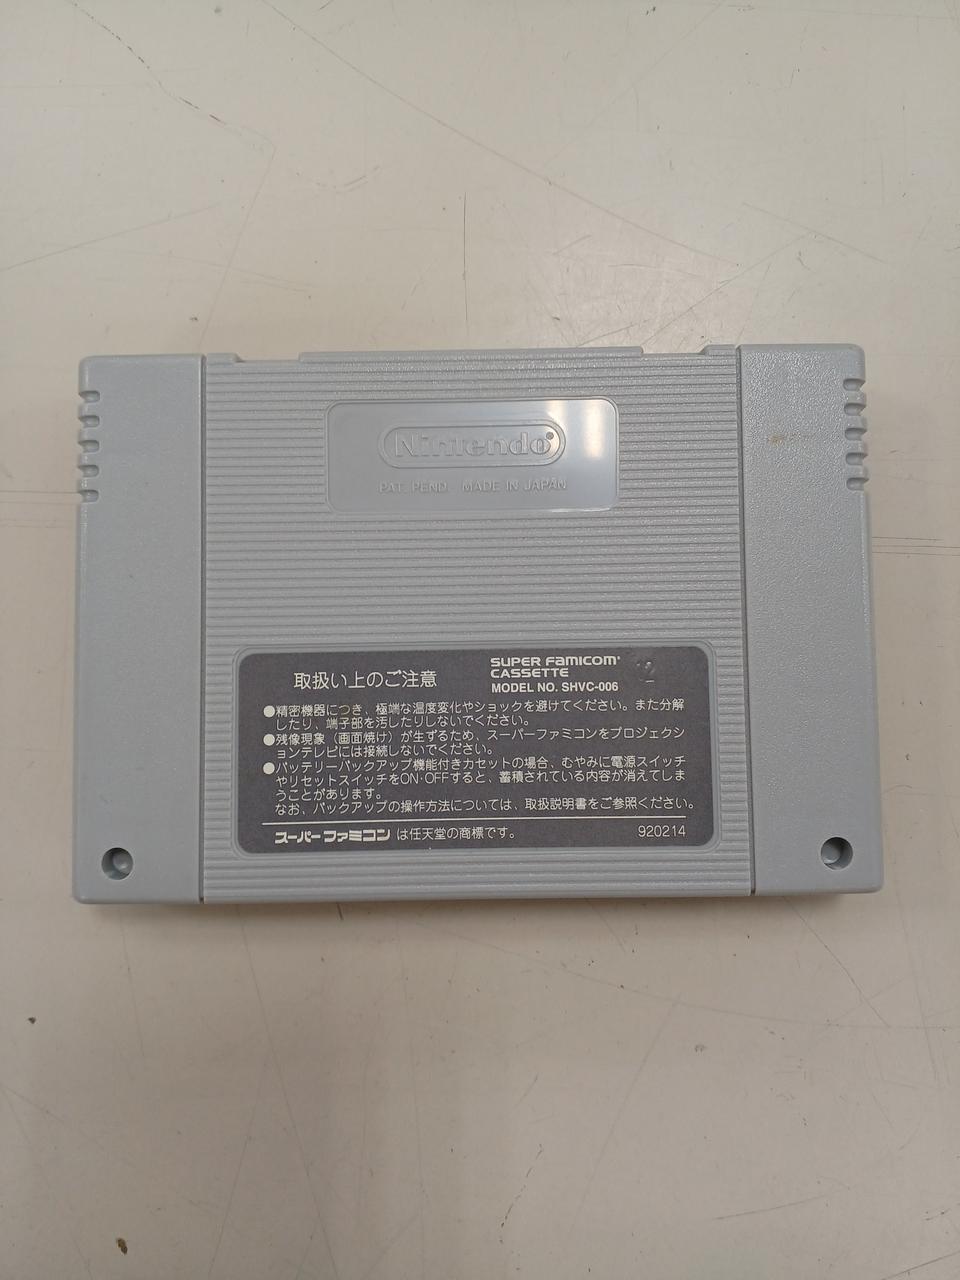 Nintendo
PAT. PEND. MADE IN JAPAN
取扱い上のご注意
SUPER FAMICOM
CASSETTE
MODEL NO. SHVC-006
12
●精密機器につき、極端な温度変化やショックを避けてください。また分解
したり、端子部を汚したりしないでください。
●残像現象（画面焼け）が生ずるため、スーパーファミコンをプロジェクシ
ョンテレビには接続しないでください。
●バッテリーバックアップ機能付きカセットの場合、むやみに電源スイッチ
やリセットスイッチをON・OFFすると、蓄積されている内容が消えてしま
うことがあります。
なお、バックアップの操作方法については、取扱説明書をご参照ください。
スーパーファミコン は任天堂の商標です。
920214